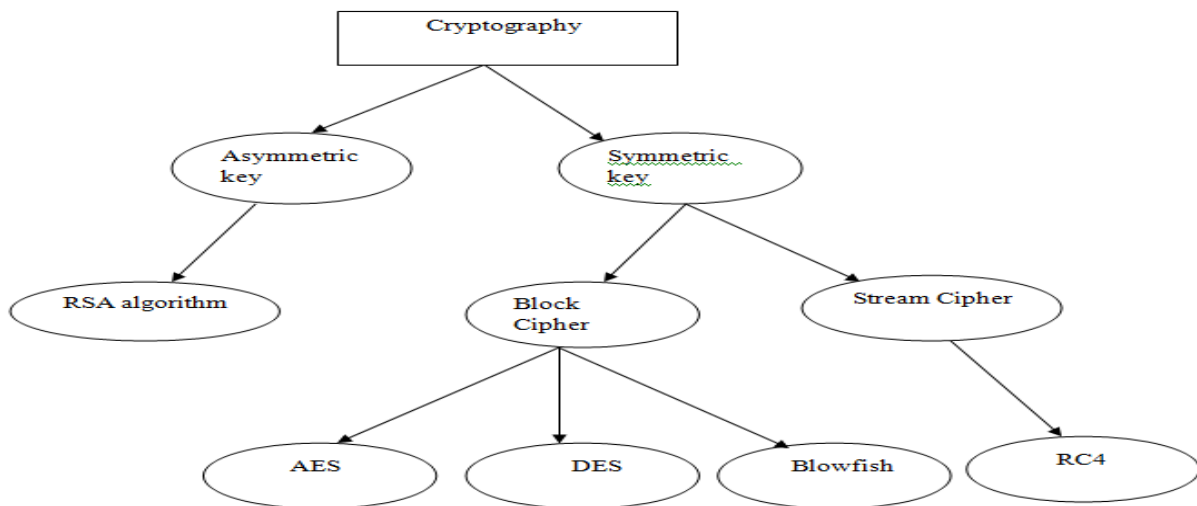 Cryptography
Asymmetric
key
Symmetric
key
RSA algorithm
Block
Cipher
Stream Cipher
AES
DES
Blowfish
RC4